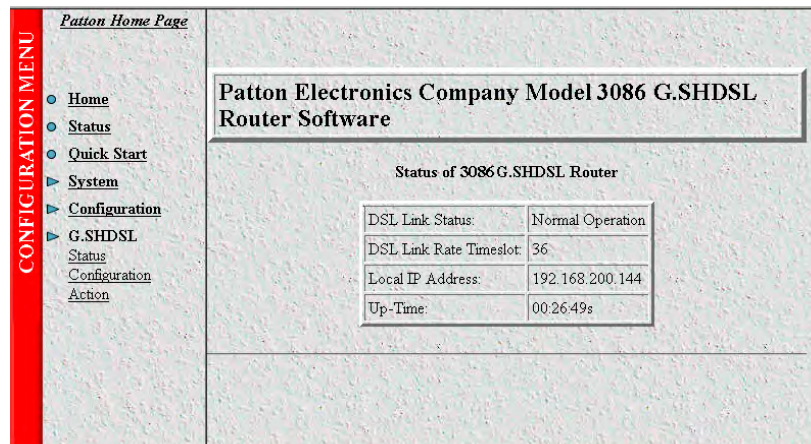 CONFIGURATION MENU
Patton Home Page
Home
Status
Quick Start
System
Configuration
G.SHDSL
Status
Configuration
Action
Patton Electronics Company Model 3086 G.SHDSL
Router Software
Status of 3086 G.SHDSL Router
DSL Link Status: Normal Operation
DSL Link Rate Timeslot: 36
Local IP Address: 192.168.200.144
Up-Time: 00:26:49s